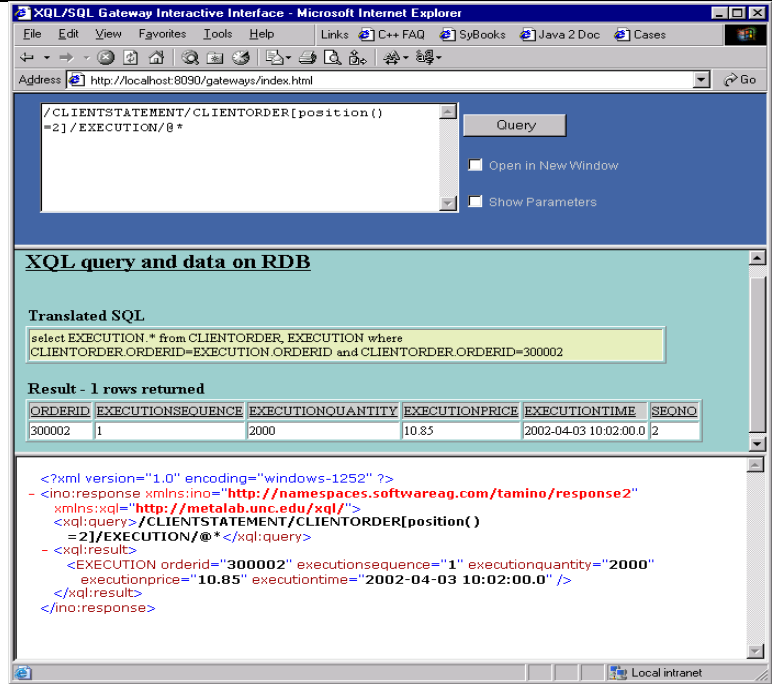 XQL/SQL Gateway Interactive Interface - Microsoft Internet Explorer
File Edit View Favorites Tools Help Links C++ FAQ SyBooks Java 2 Doc Cases
Address http://localhost:8090/gateways/index.html Go
/CLIENTSTATEMENT/CLIENTORDER[position()
=2]/EXECUTION/@*
Query
Open in New Window
Show Parameters
XQL query and data on RDB
Translated SQL
select EXECUTION.* from CLIENTORDER, EXECUTION where
CLIENTORDER.ORDERID=EXECUTION.ORDERID and CLIENTORDER.ORDERID=300002
Result - 1 rows returned
ORDERID EXECUTIONSEQUENCE EXECUTIONQUANTITY EXECUTIONPRICE EXECUTIONTIME SEQNO
300002 1 2000 10.85 2002-04-03 10:02:00.0 2
<?xml version="1.0" encoding="windows-1252" ?>
- <ino:response xmlns:ino="http://namespaces.softwareag.com/tamino/response2"
xmlns:xql="http://metalab.unc.edu/xql/">
<xql:query>/CLIENTSTATEMENT/CLIENTORDER[position()
=2]/EXECUTION/@*</xql:query>
- <xql:result>
<EXECUTION orderid="300002" executionsequence="1" executionquantity="2000"
executionprice="10.85" executiontime="2002-04-03 10:02:00.0" />
</xql:result>
</ino:response>
Local intranet